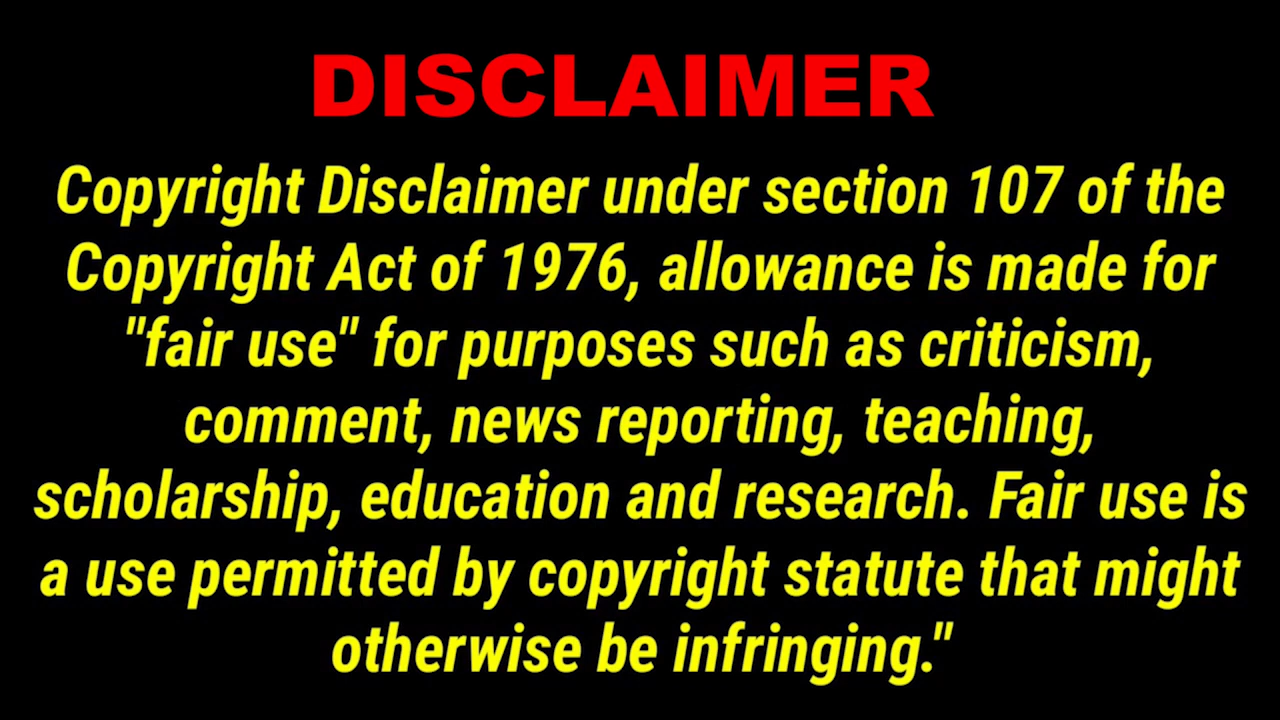 DISCLAIMER
Copyright Disclaimer under section 107 of the
Copyright Act of 1976, allowance is made for
"fair use" for purposes such as criticism,
comment, news reporting, teaching,
scholarship, education and research. Fair use is
a use permitted by copyright statute that might
otherwise be infringing."